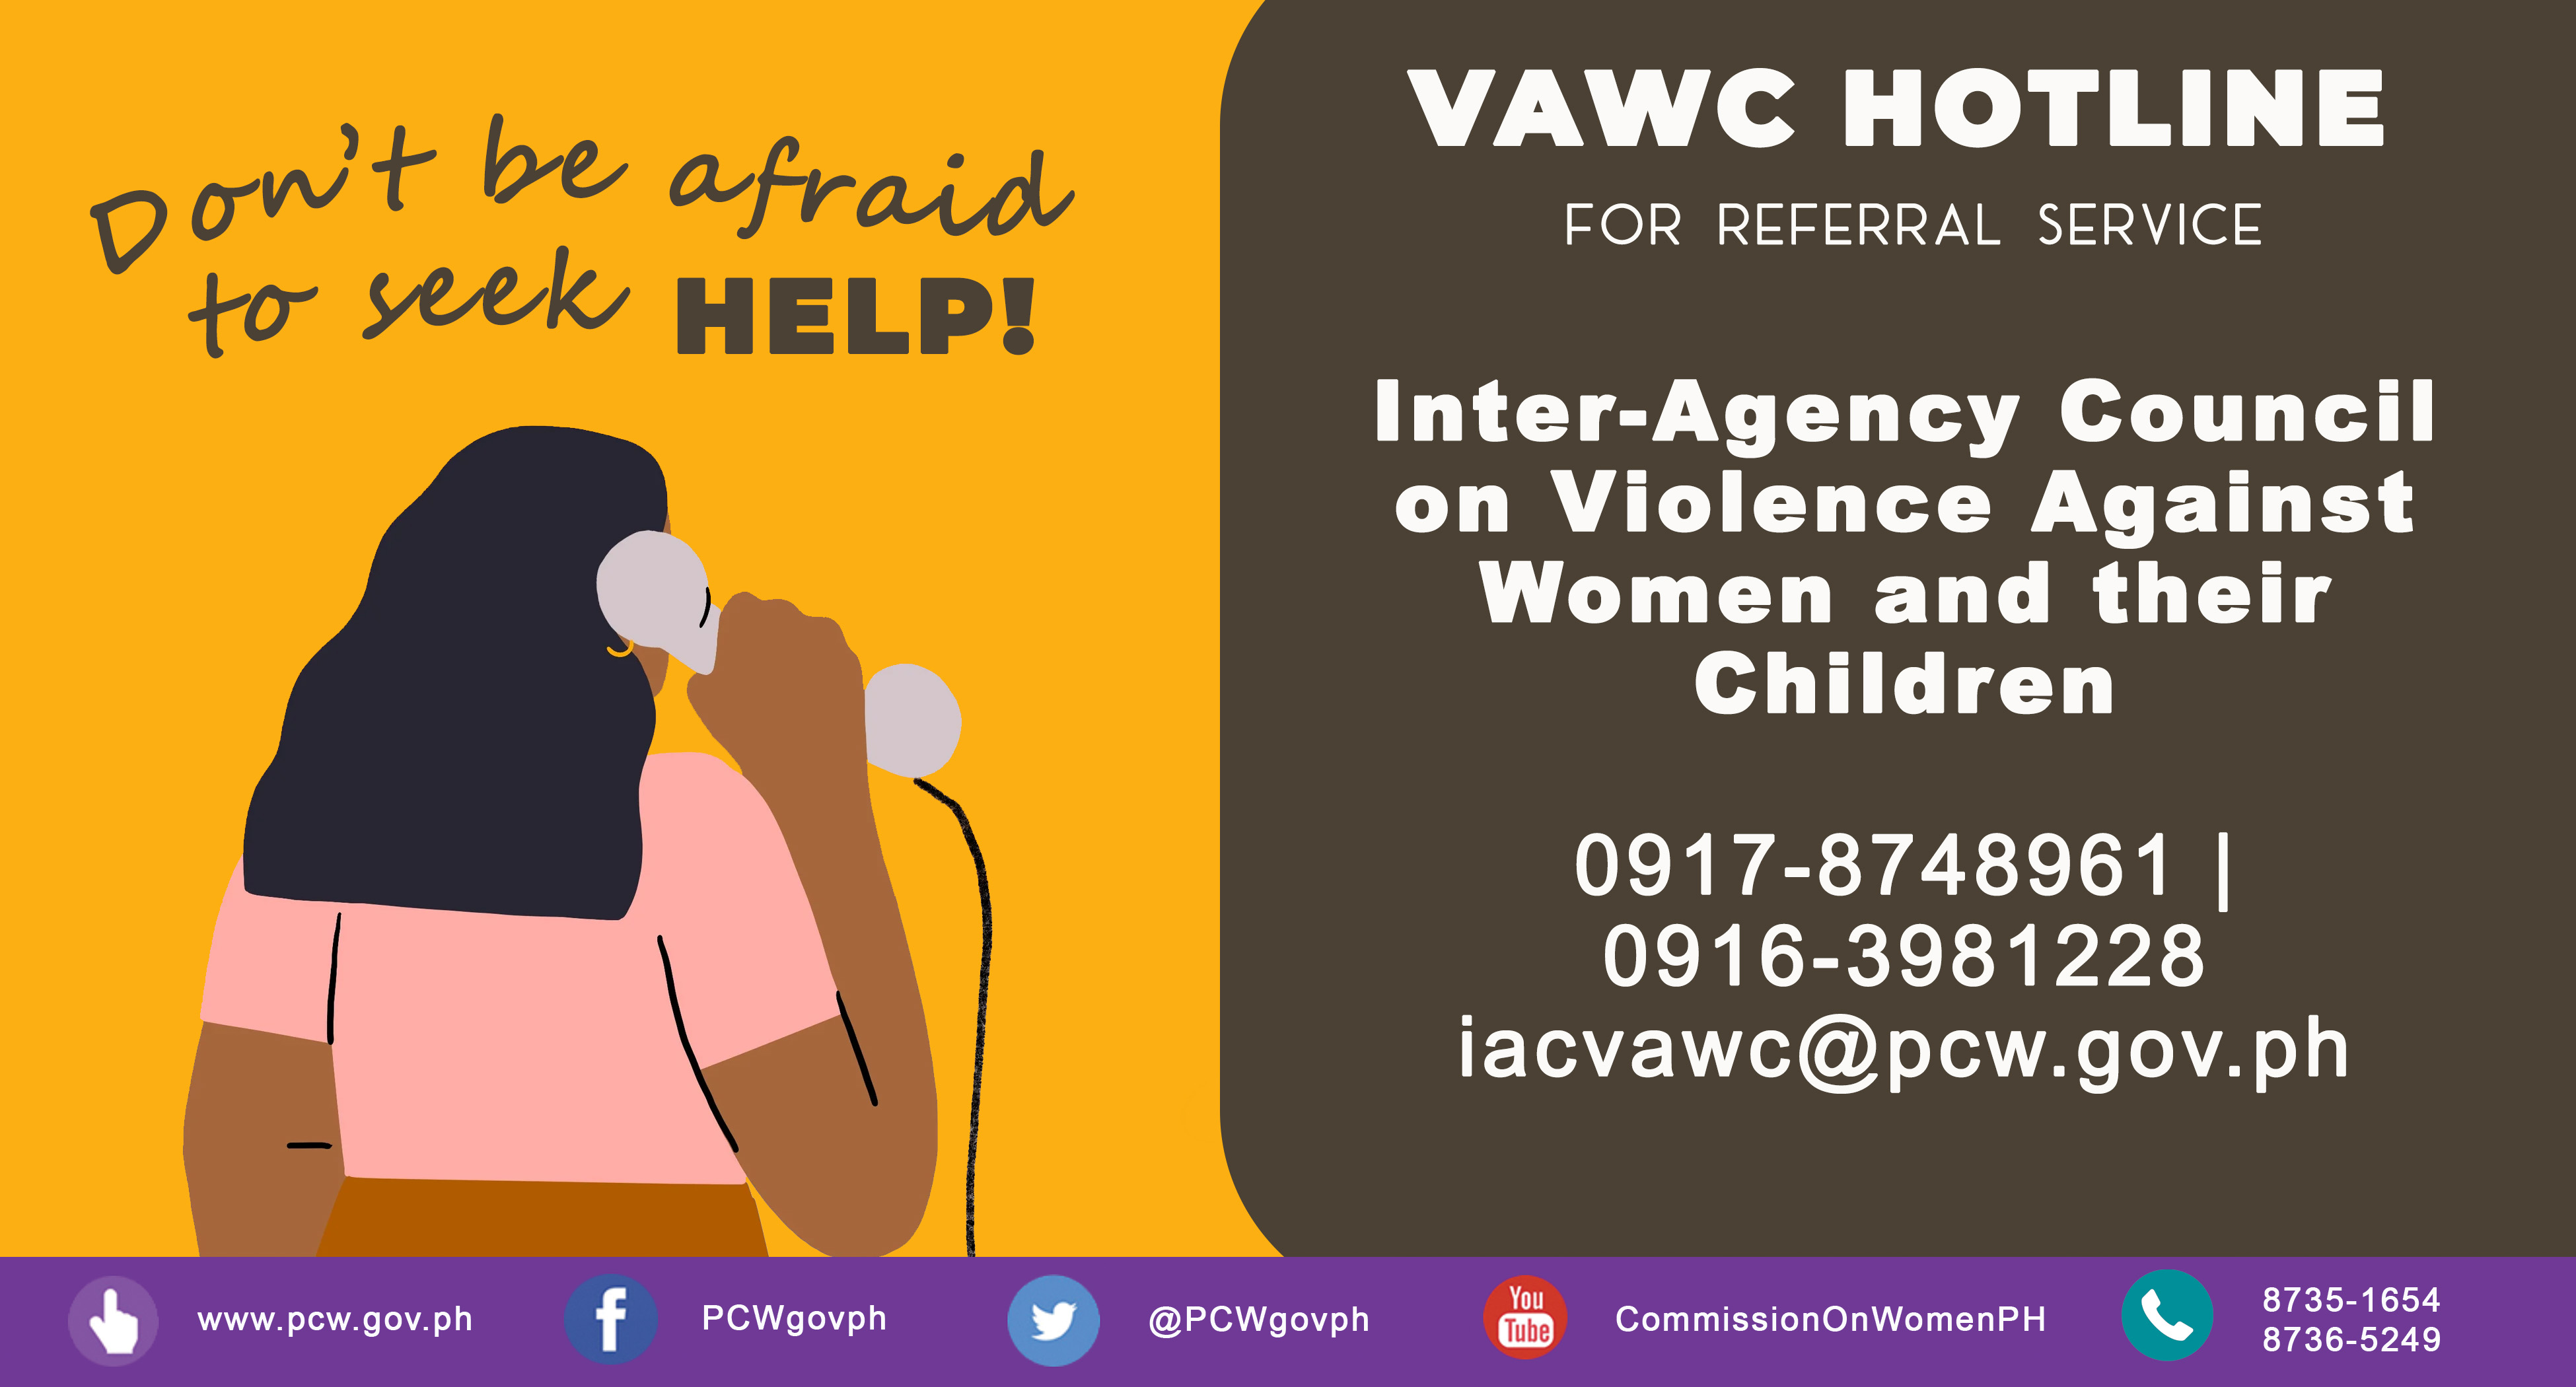 Don't be afraid
to seek HELP!
VAWC HOTLINE
FOR REFERRAL SERVICE
Inter-Agency Council
on Violence Against
Women and their
Children
0917-8748961 |
0916-3981228
iacvawc@pcw.gov.ph
www.pcw.gov.ph
f
PCWgovph
@PCWgovph
You
Tube
CommissionOnWomenPH
8735-1654
8736-5249